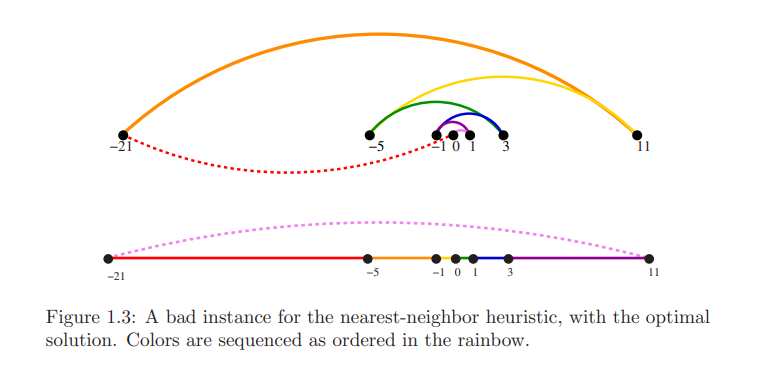 −21 −5 −1 0 1 3 11
−21 −5 −1 0 1 3 11
Figure 1.3: A bad instance for the nearest-neighbor heuristic, with the optimal
solution. Colors are sequenced as ordered in the rainbow.